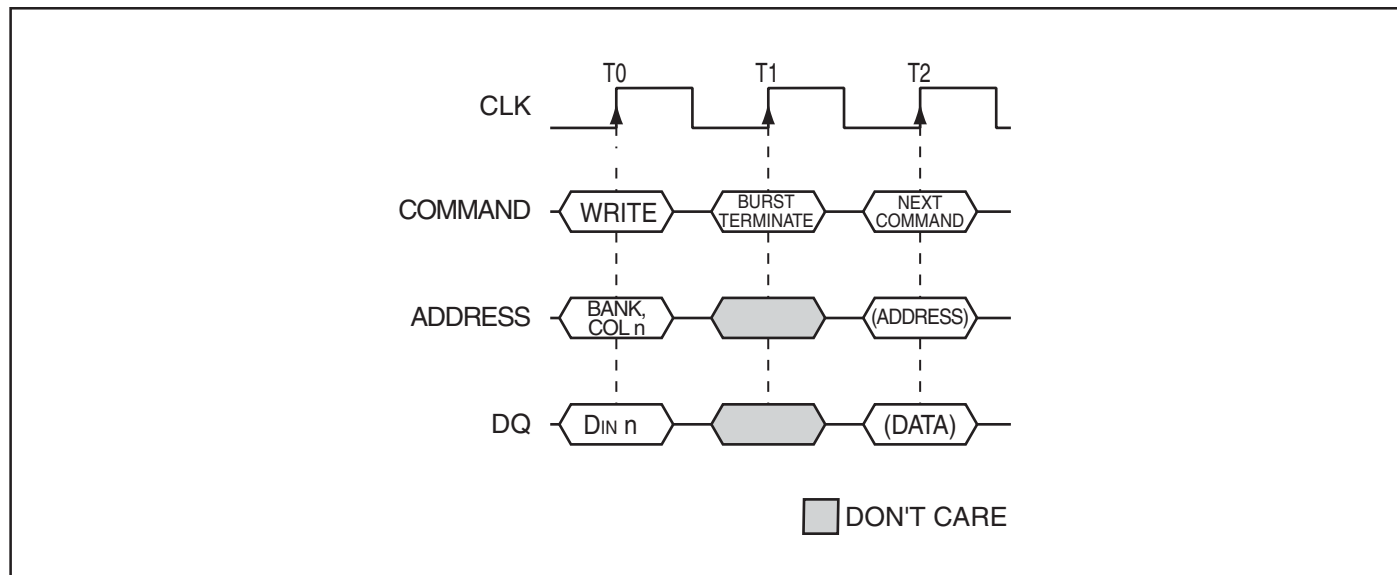 T0 T1 T2
CLK
COMMAND WRITE BURST TERMINATE NEXT COMMAND
ADDRESS BANK, COL n (ADDRESS)
DQ DIN n (DATA)
DON'T CARE